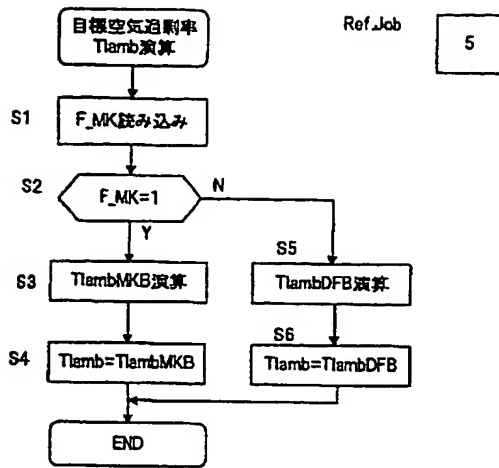 目標空気過剰率
Tlamb演算
Ref.Job
5
S1
F_MK読み込み
S2
F_MK=1
N
Y
S5
S3
TlambMKB演算
TlambDFB演算
S6
S4
Tlamb=TlambMKB
Tlamb=TlambDFB
END